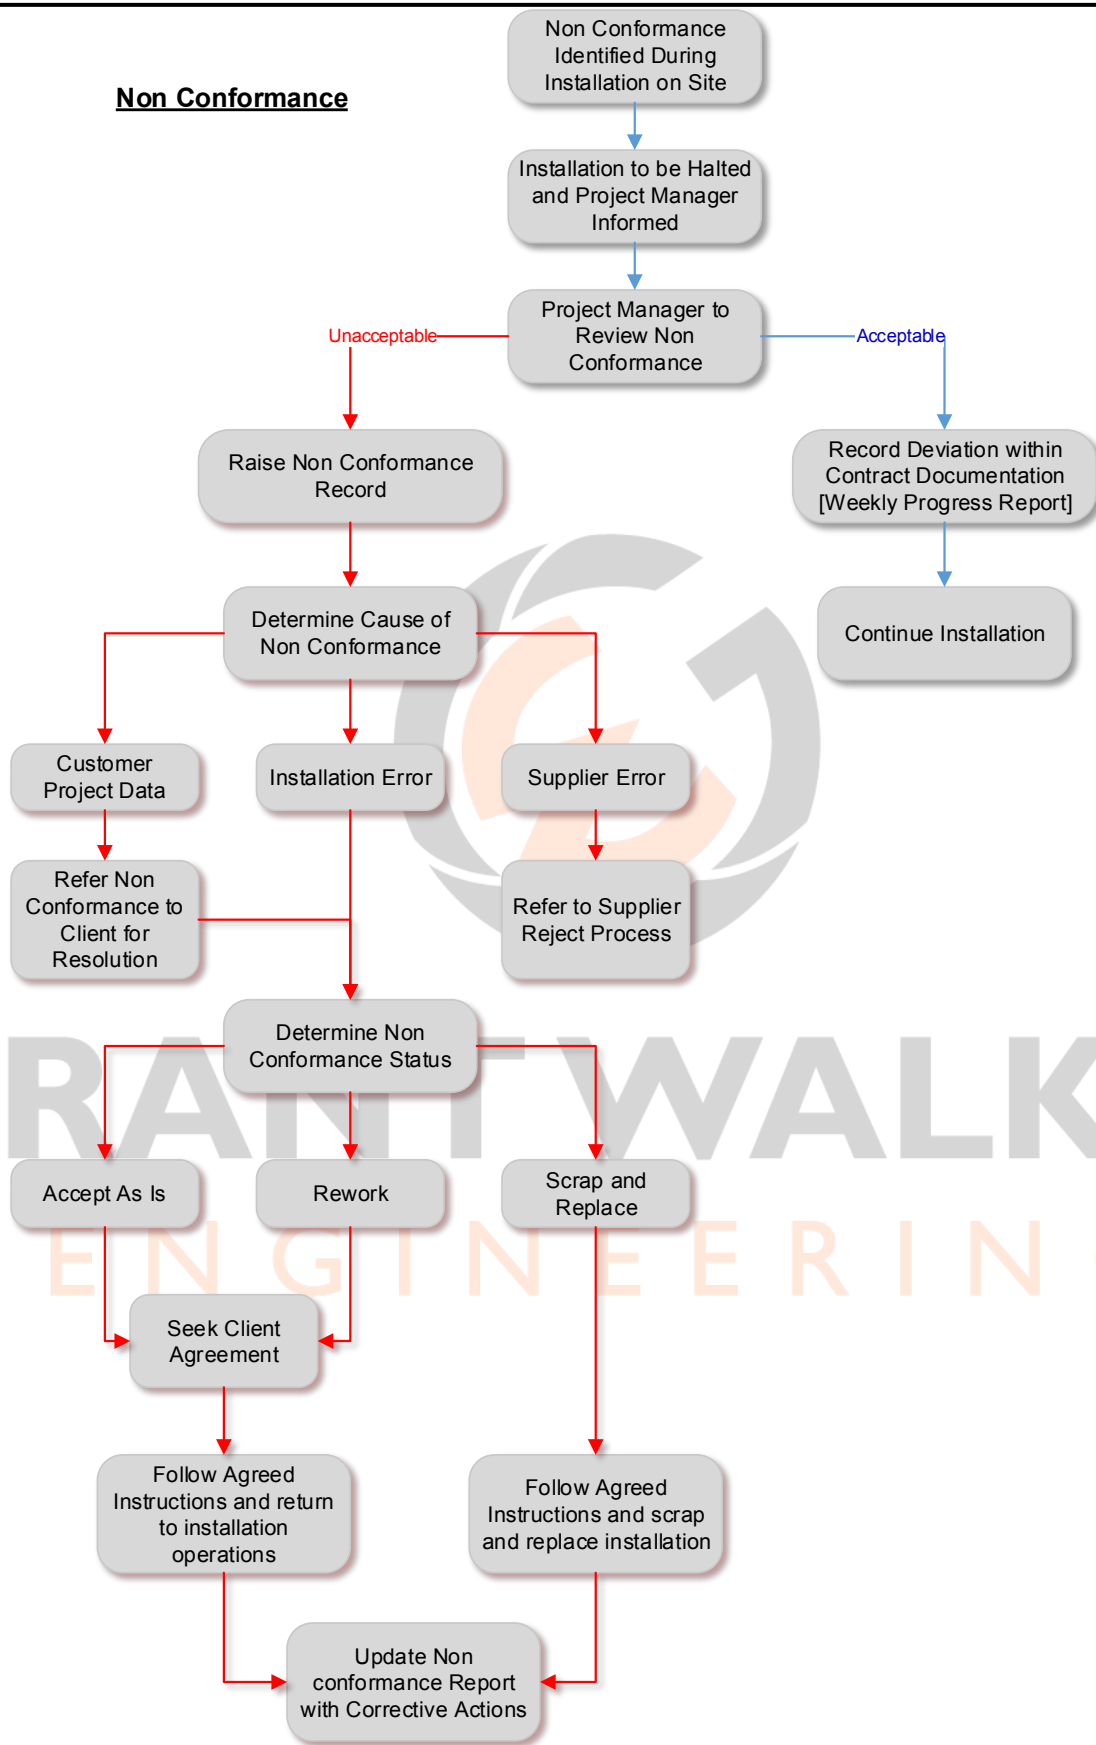 Non Conformance
Identified During
Installation on Site
Non Conformance
Installation to be Halted
and Project Manager
Informed
Project Manager to
Review Non
Conformance
Unacceptable
Acceptable
Raise Non Conformance
Record
Record Deviation within
Contract Documentation
[Weekly Progress Report]
Determine Cause of
Non Conformance
Continue Installation
Customer
Project Data
Installation Error
Supplier Error
Refer Non
Conformance to
Client for
Resolution
Refer to Supplier
Reject Process
Determine Non
Conformance Status
RANT WALK
Accept As Is
Rework
Scrap and
Replace
ENGINEERIN
Seek Client
Agreement
Follow Agreed
Instructions and return
to installation
operations
Follow Agreed
Instructions and scrap
and replace installation
Update Non
conformance Report
with Corrective Actions